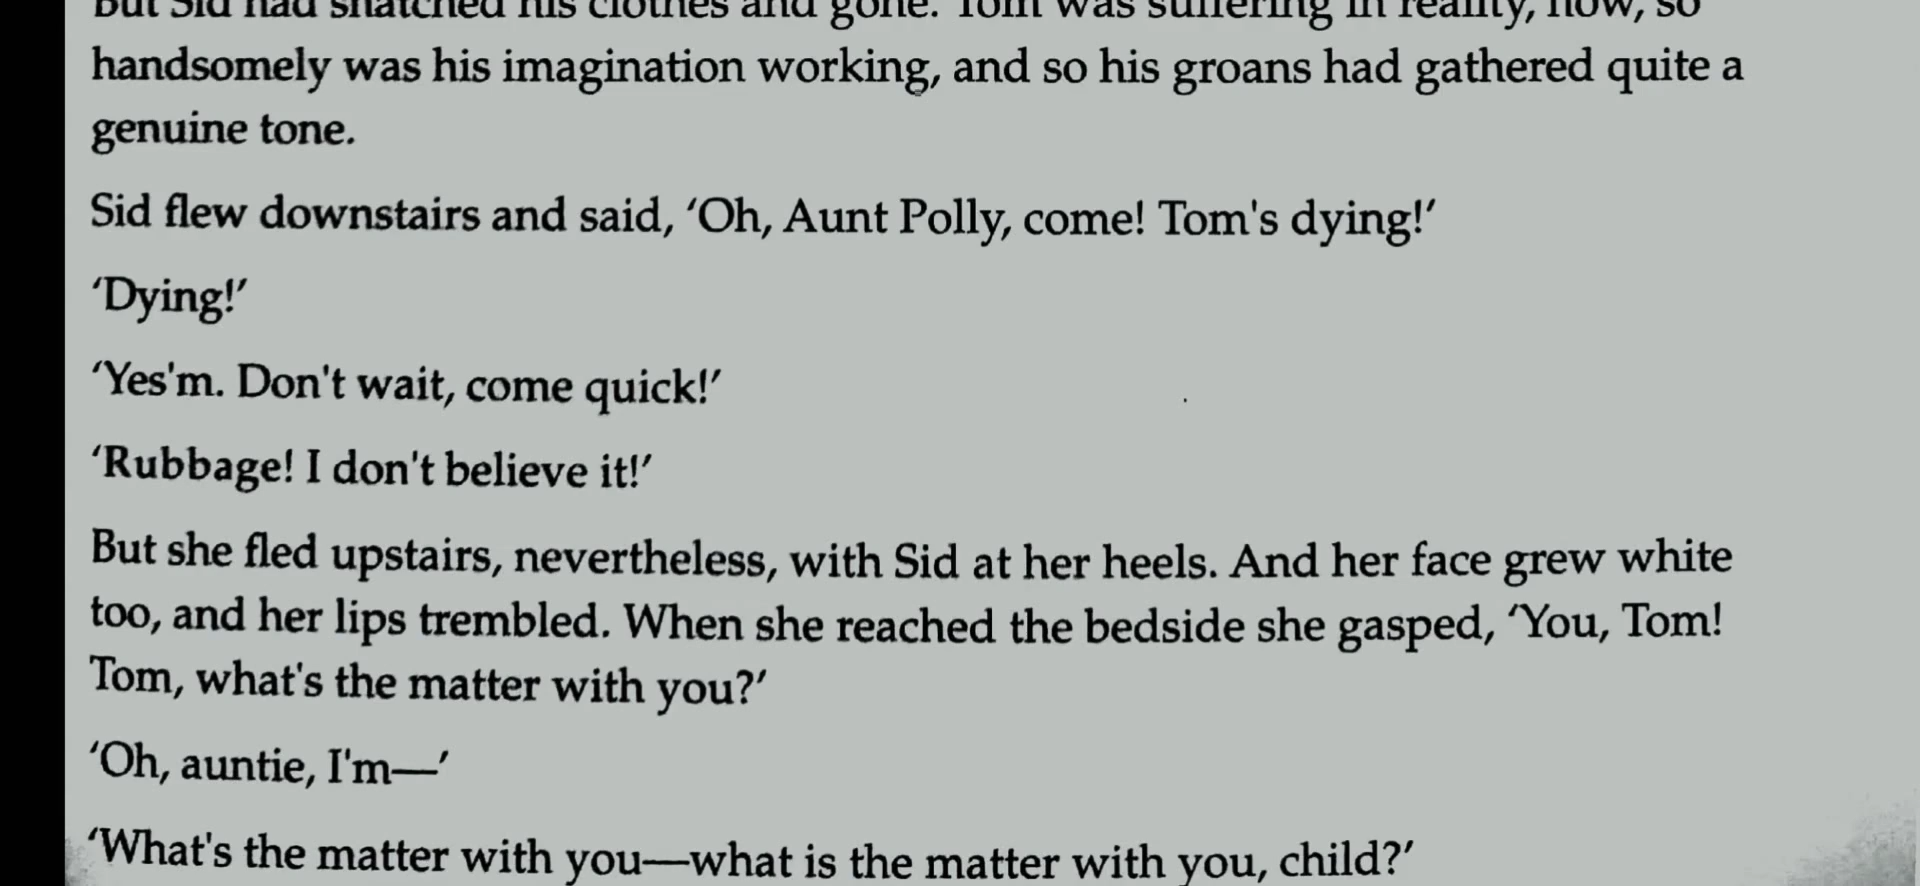 But Sid had snatched his clothes and gone. Tom was suffering in reality, now, so
handsomely was his imagination working, and so his groans had gathered quite a
genuine tone.
Sid flew downstairs and said, ‘Oh, Aunt Polly, come! Tom's dying!’
‘Dying!’
‘Yes'm. Don't wait, come quick!’
‘Rubbage! I don't believe it!’
But she fled upstairs, nevertheless, with Sid at her heels. And her face grew white
too, and her lips trembled. When she reached the bedside she gasped, ‘You, Tom!
Tom, what's the matter with you?’
‘Oh, auntie, I'm—’
‘What's the matter with you—what is the matter with you, child?’